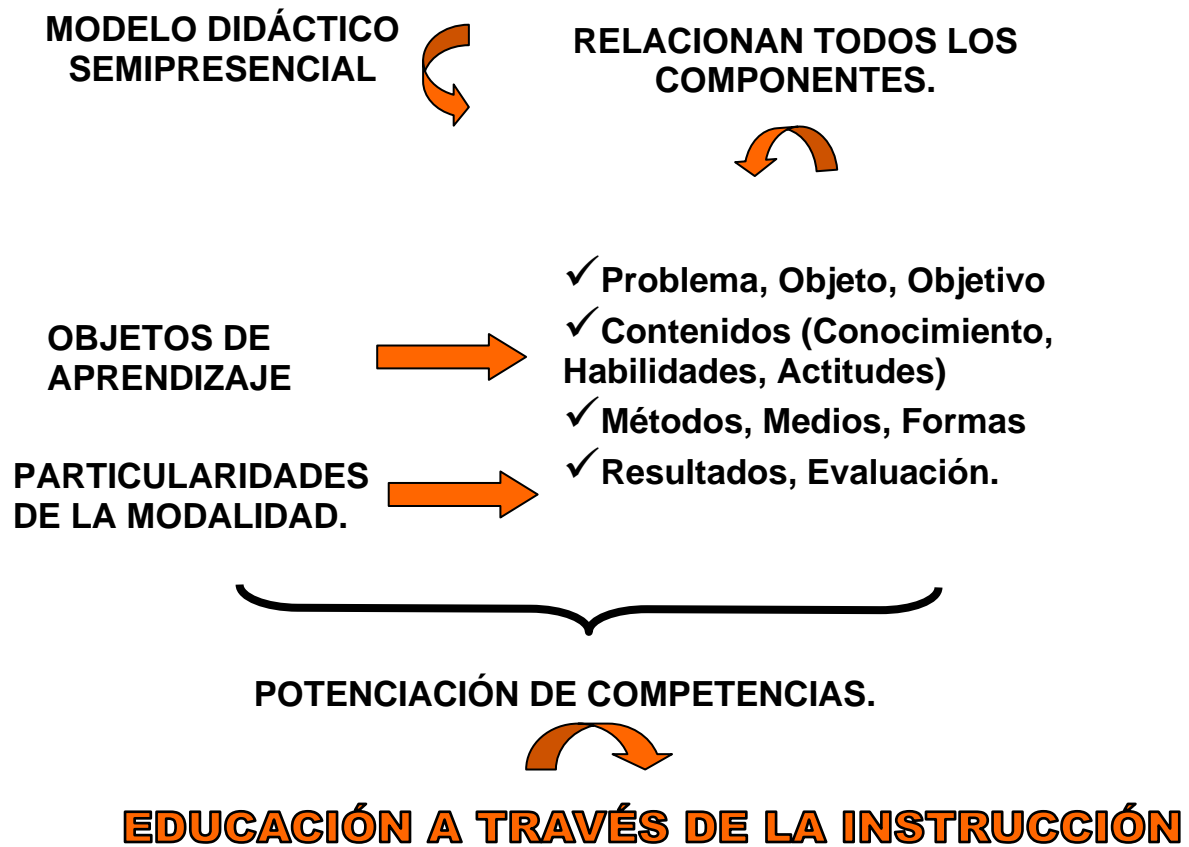 MODELO DIDÁCTICO
SEMIPRESENCIAL
RELACIONAN TODOS LOS
COMPONENTES.
✓Problema, Objeto, Objetivo
✓Contenidos (Conocimiento,
Habilidades, Actitudes)
✓Métodos, Medios, Formas
✓Resultados, Evaluación.
OBJETOS DE
APRENDIZAJE
PARTICULARIDADES
DE LA MODALIDAD.
POTENCIACIÓN DE COMPETENCIAS.
EDUCACIÓN A TRAVÉS DE LA INSTRUCCIÓN